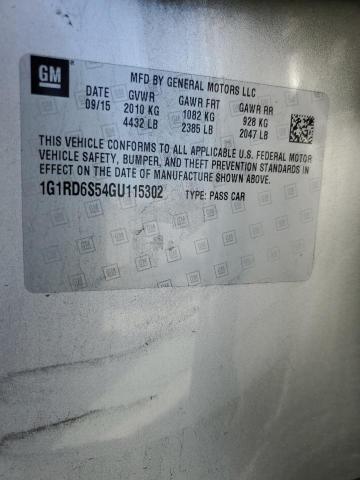 GM
MFD BY GENERAL MOTORS LLC
DATE GVWR GAWR FRT GAWR RR
09/15 2010 KG 1082 KG 928 KG
4432 LB 2385 LB 2047 LB
THIS VEHICLE CONFORMS TO ALL APPLICABLE U.S. FEDERAL MOTOR
VEHICLE SAFETY, BUMPER, AND THEFT PREVENTION STANDARDS IN
EFFECT ON THE DATE OF MANUFACTURE SHOWN ABOVE.
1G1RD6S54GU115302 TYPE: PASS CAR